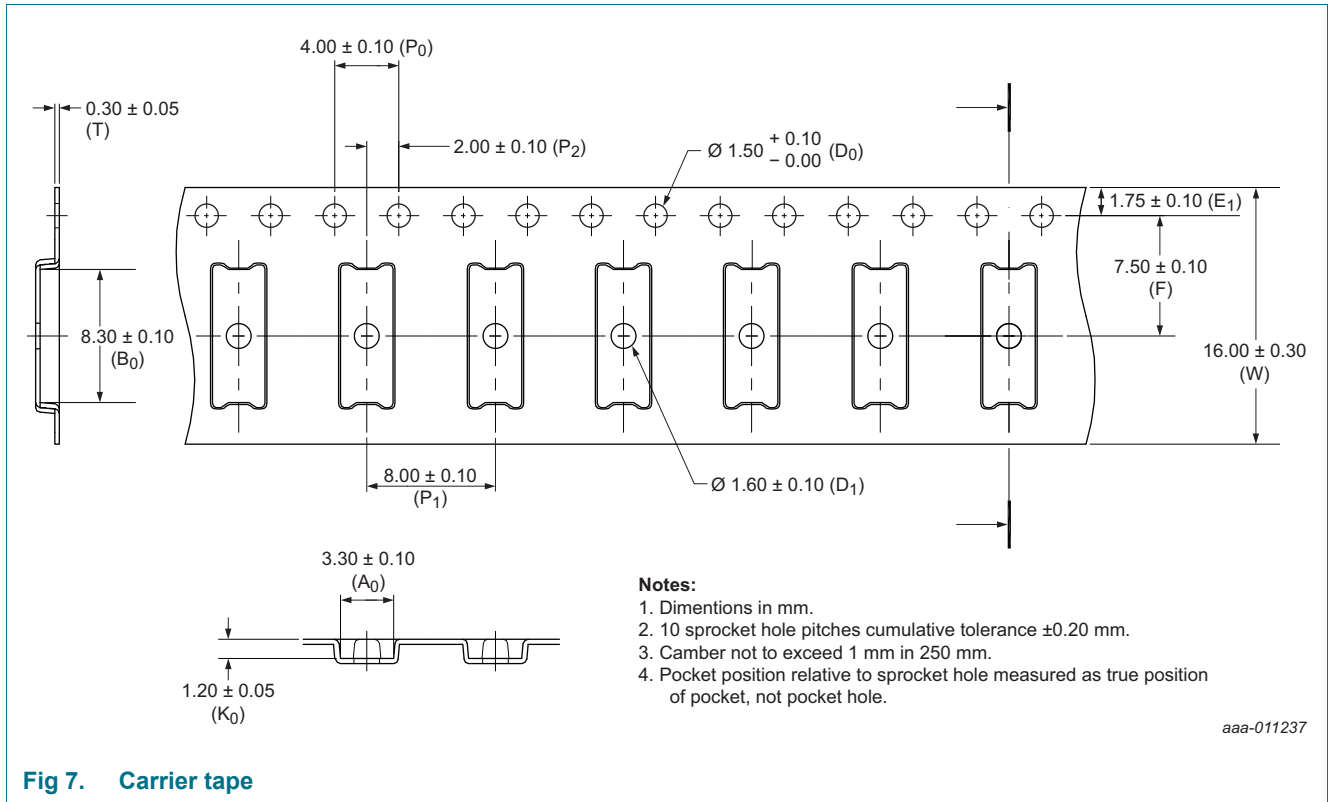 4.00 ± 0.10 (P0)
0.30 ± 0.05
(T)
2.00 ± 0.10 (P2)
Ø 1.50 + 0.10 − 0.00 (D0)
1.75 ± 0.10 (E1)
7.50 ± 0.10
(F)
8.30 ± 0.10
(B0)
16.00 ± 0.30
(W)
8.00 ± 0.10
(P1)
Ø 1.60 ± 0.10 (D1)
3.30 ± 0.10
(A0)
1.20 ± 0.05
(K0)
Notes:
1. Dimentions in mm.
2. 10 sprocket hole pitches cumulative tolerance ±0.20 mm.
3. Camber not to exceed 1 mm in 250 mm.
4. Pocket position relative to sprocket hole measured as true position
of pocket, not pocket hole.
aaa-011237
Fig 7. Carrier tape